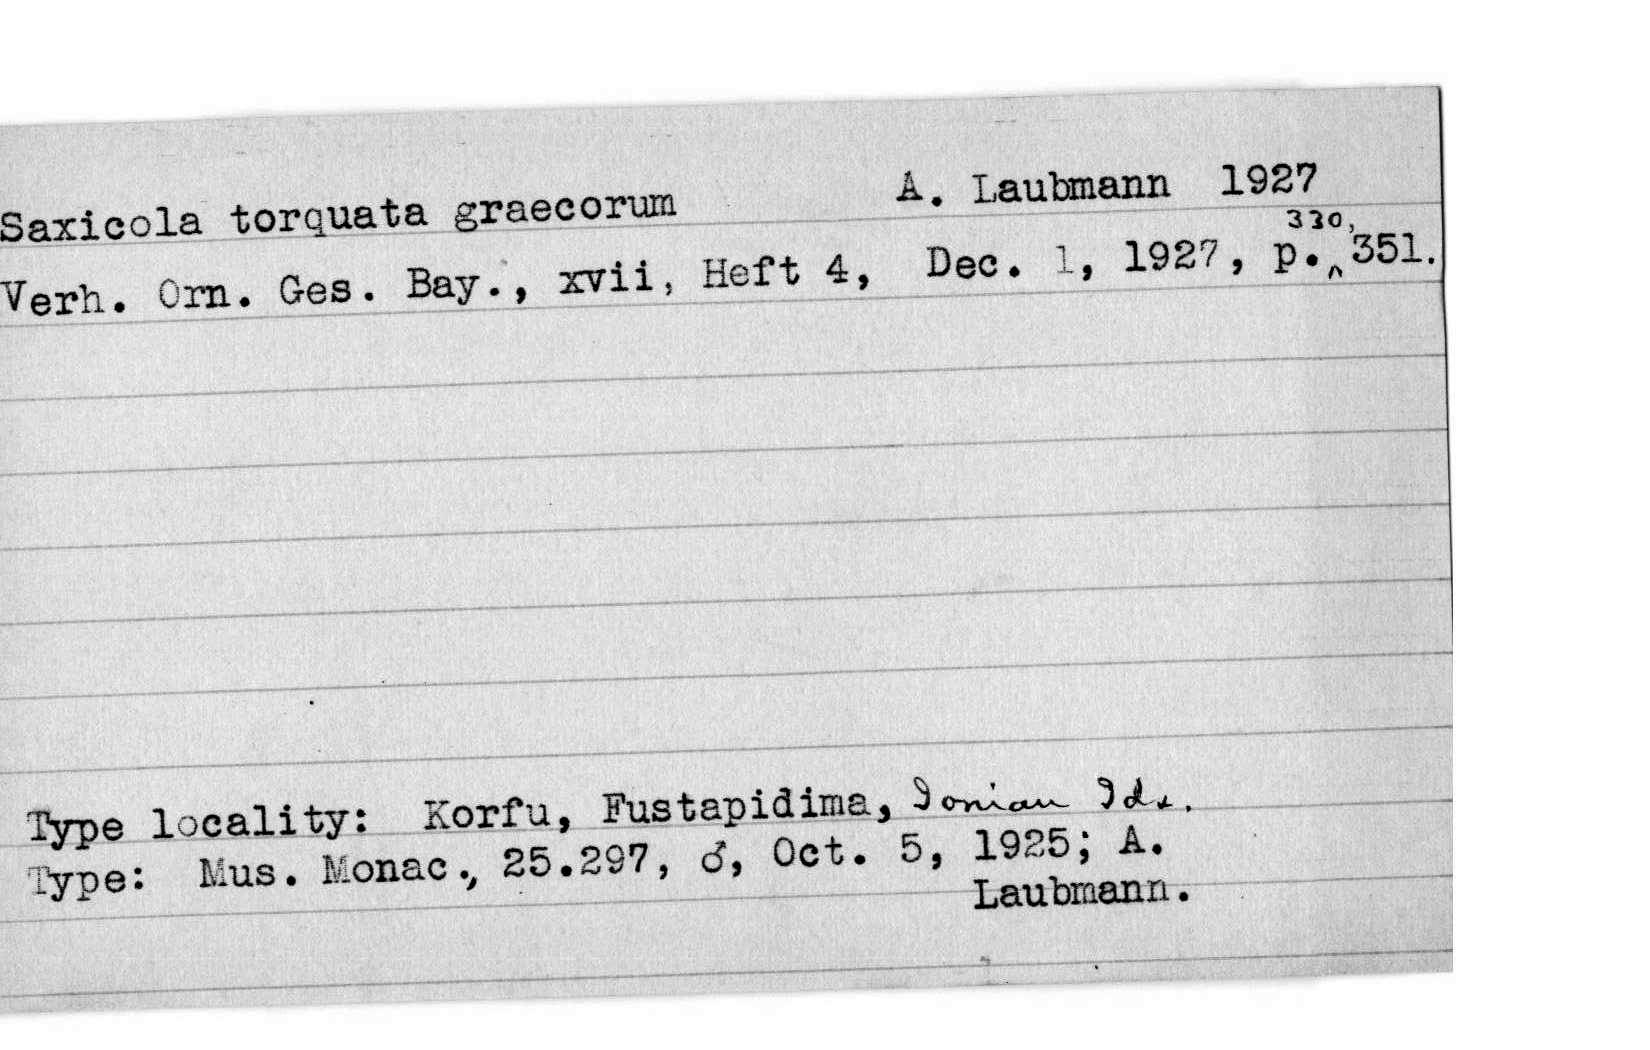 Saxicola torquata graecorum A. Laubmann 1927
330,
Verh. Orn. Ges. Bay., xvii, Heft 4, Dec. 1, 1927, p.^351.
Type locality: Korfu, Fustapidima, Ionian Ids.
Type: Mus. Monac., 25.297, ♂, Oct. 5, 1925; A.
Laubmann.